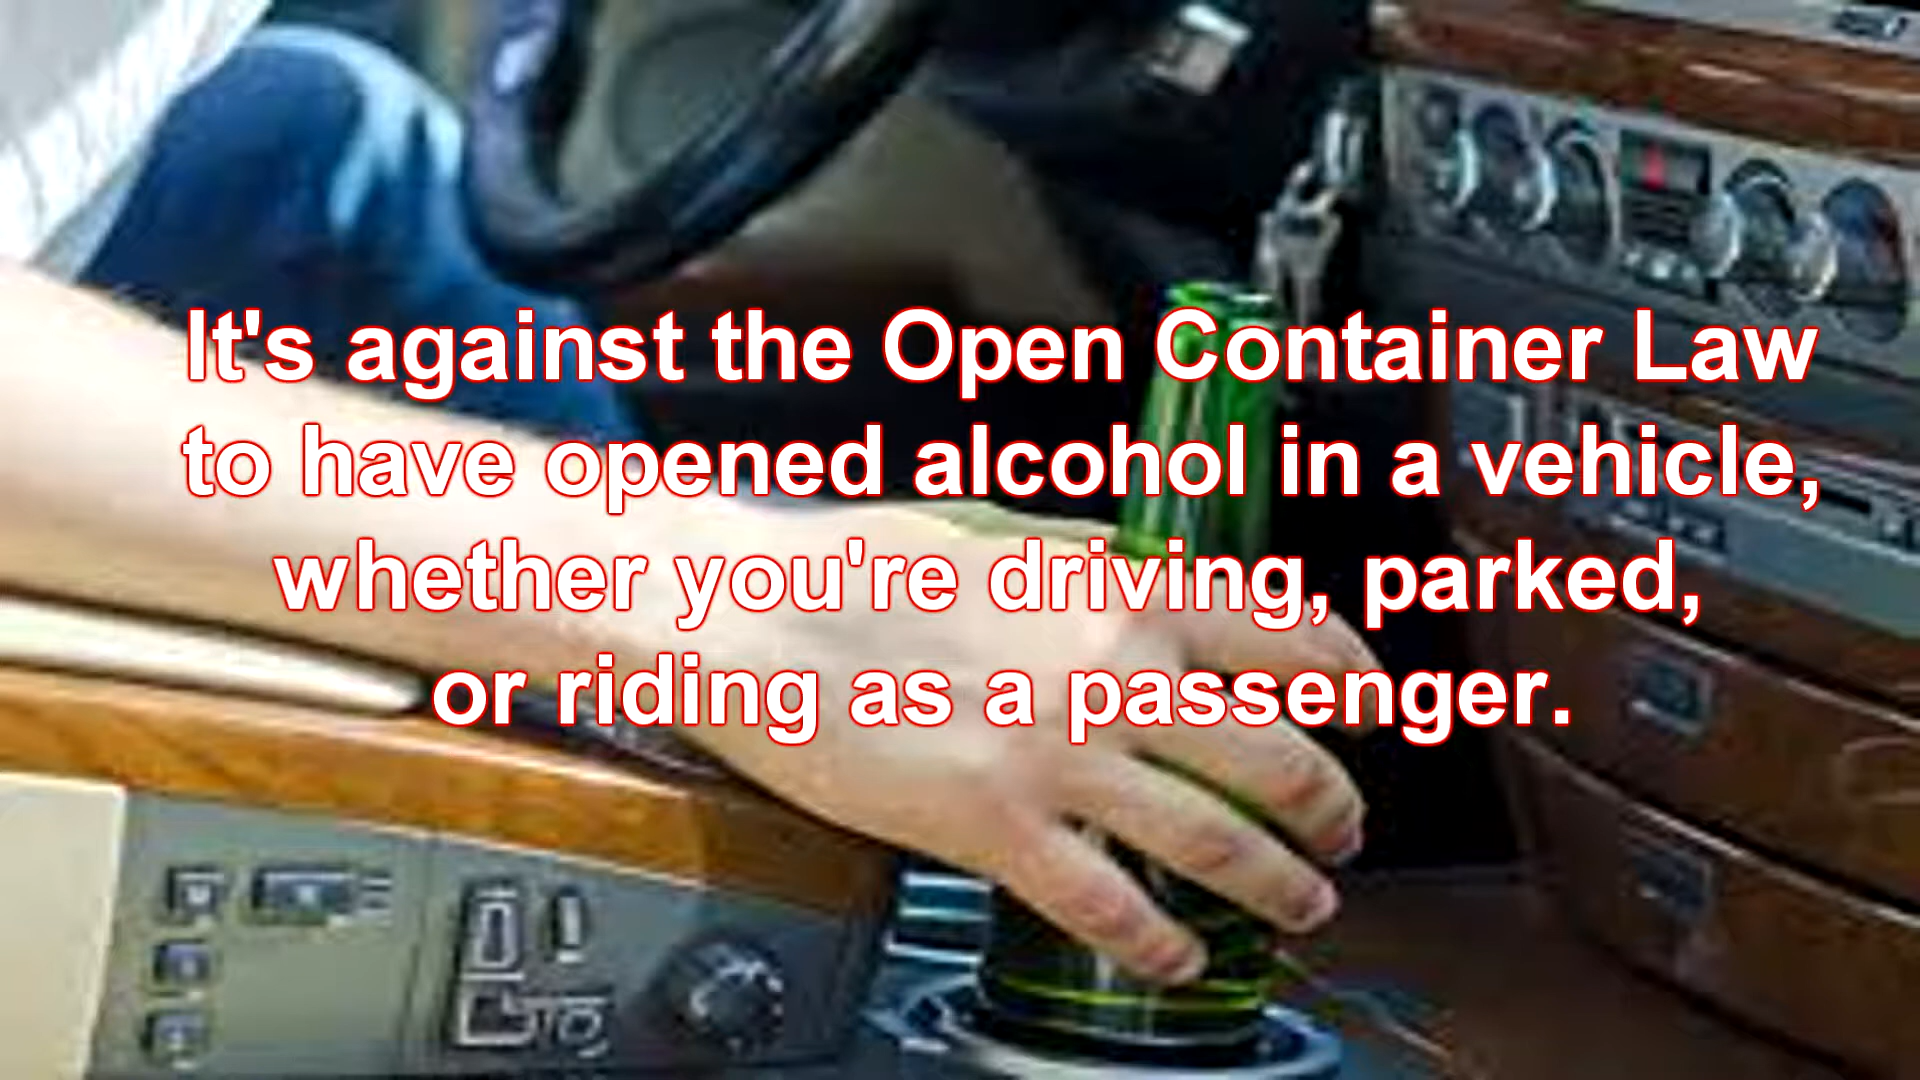 It's against the Open Container Law
to have opened alcohol in a vehicle,
whether you're driving, parked,
or riding as a passenger.